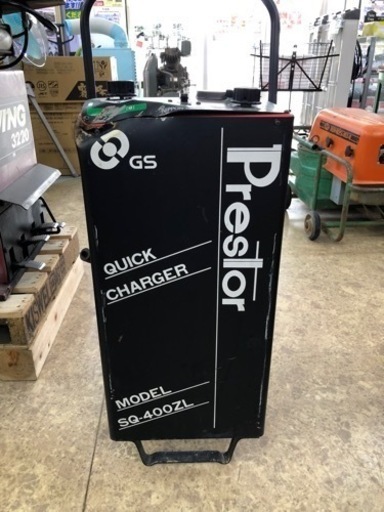 GS
Prestor
QUICK
CHARGER
MODEL
SQ-400ZL
WING
3220